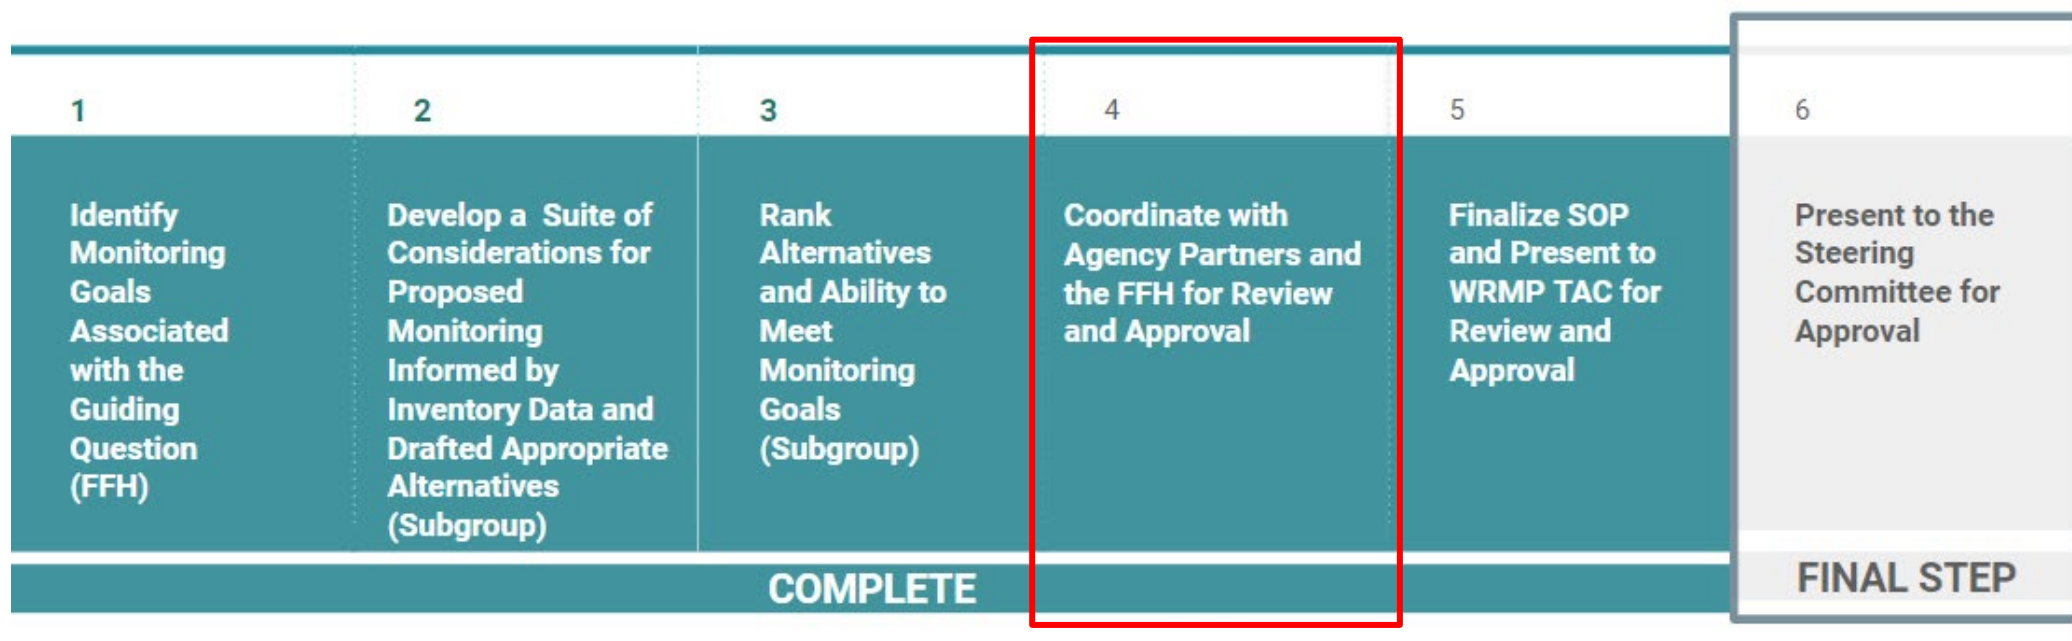 1
Identify
Monitoring
Goals
Associated
with the
Guiding
Question
(FFH)
2
Develop a Suite of
Considerations for
Proposed
Monitoring
Informed by
Inventory Data and
Drafted Appropriate
Alternatives
(Subgroup)
3
Rank
Alternatives
and Ability to
Meet
Monitoring
Goals
(Subgroup)
4
Coordinate with
Agency Partners and
the FFH for Review
and Approval
5
Finalize SOP
and Present to
WRMP TAC for
Review and
Approval
6
Present to the
Steering
Committee for
Approval
COMPLETE
FINAL STEP